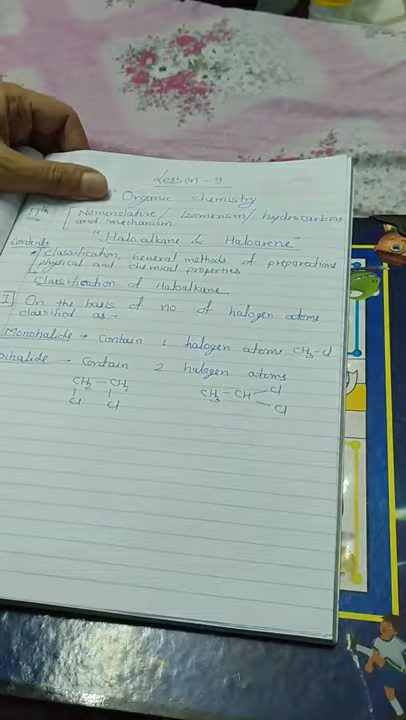 Lesson - 9
Organic chemistry
11th Nomenclature / Isomerism / hydrocarbon
and mechanism
"Haloalkane & Haloarene"
Contents
* Classification, General methods of preparations
physical and chemical properties
Classification of Haloalkane
I] On the basis of no of halogen atoms
classified as -
Monohalide → Contain 1 halogen atoms CH3-Cl
Dihalide → Contain 2 halogen atoms
CH2 - CH2 CH3 - CH Cl
Cl Cl Cl